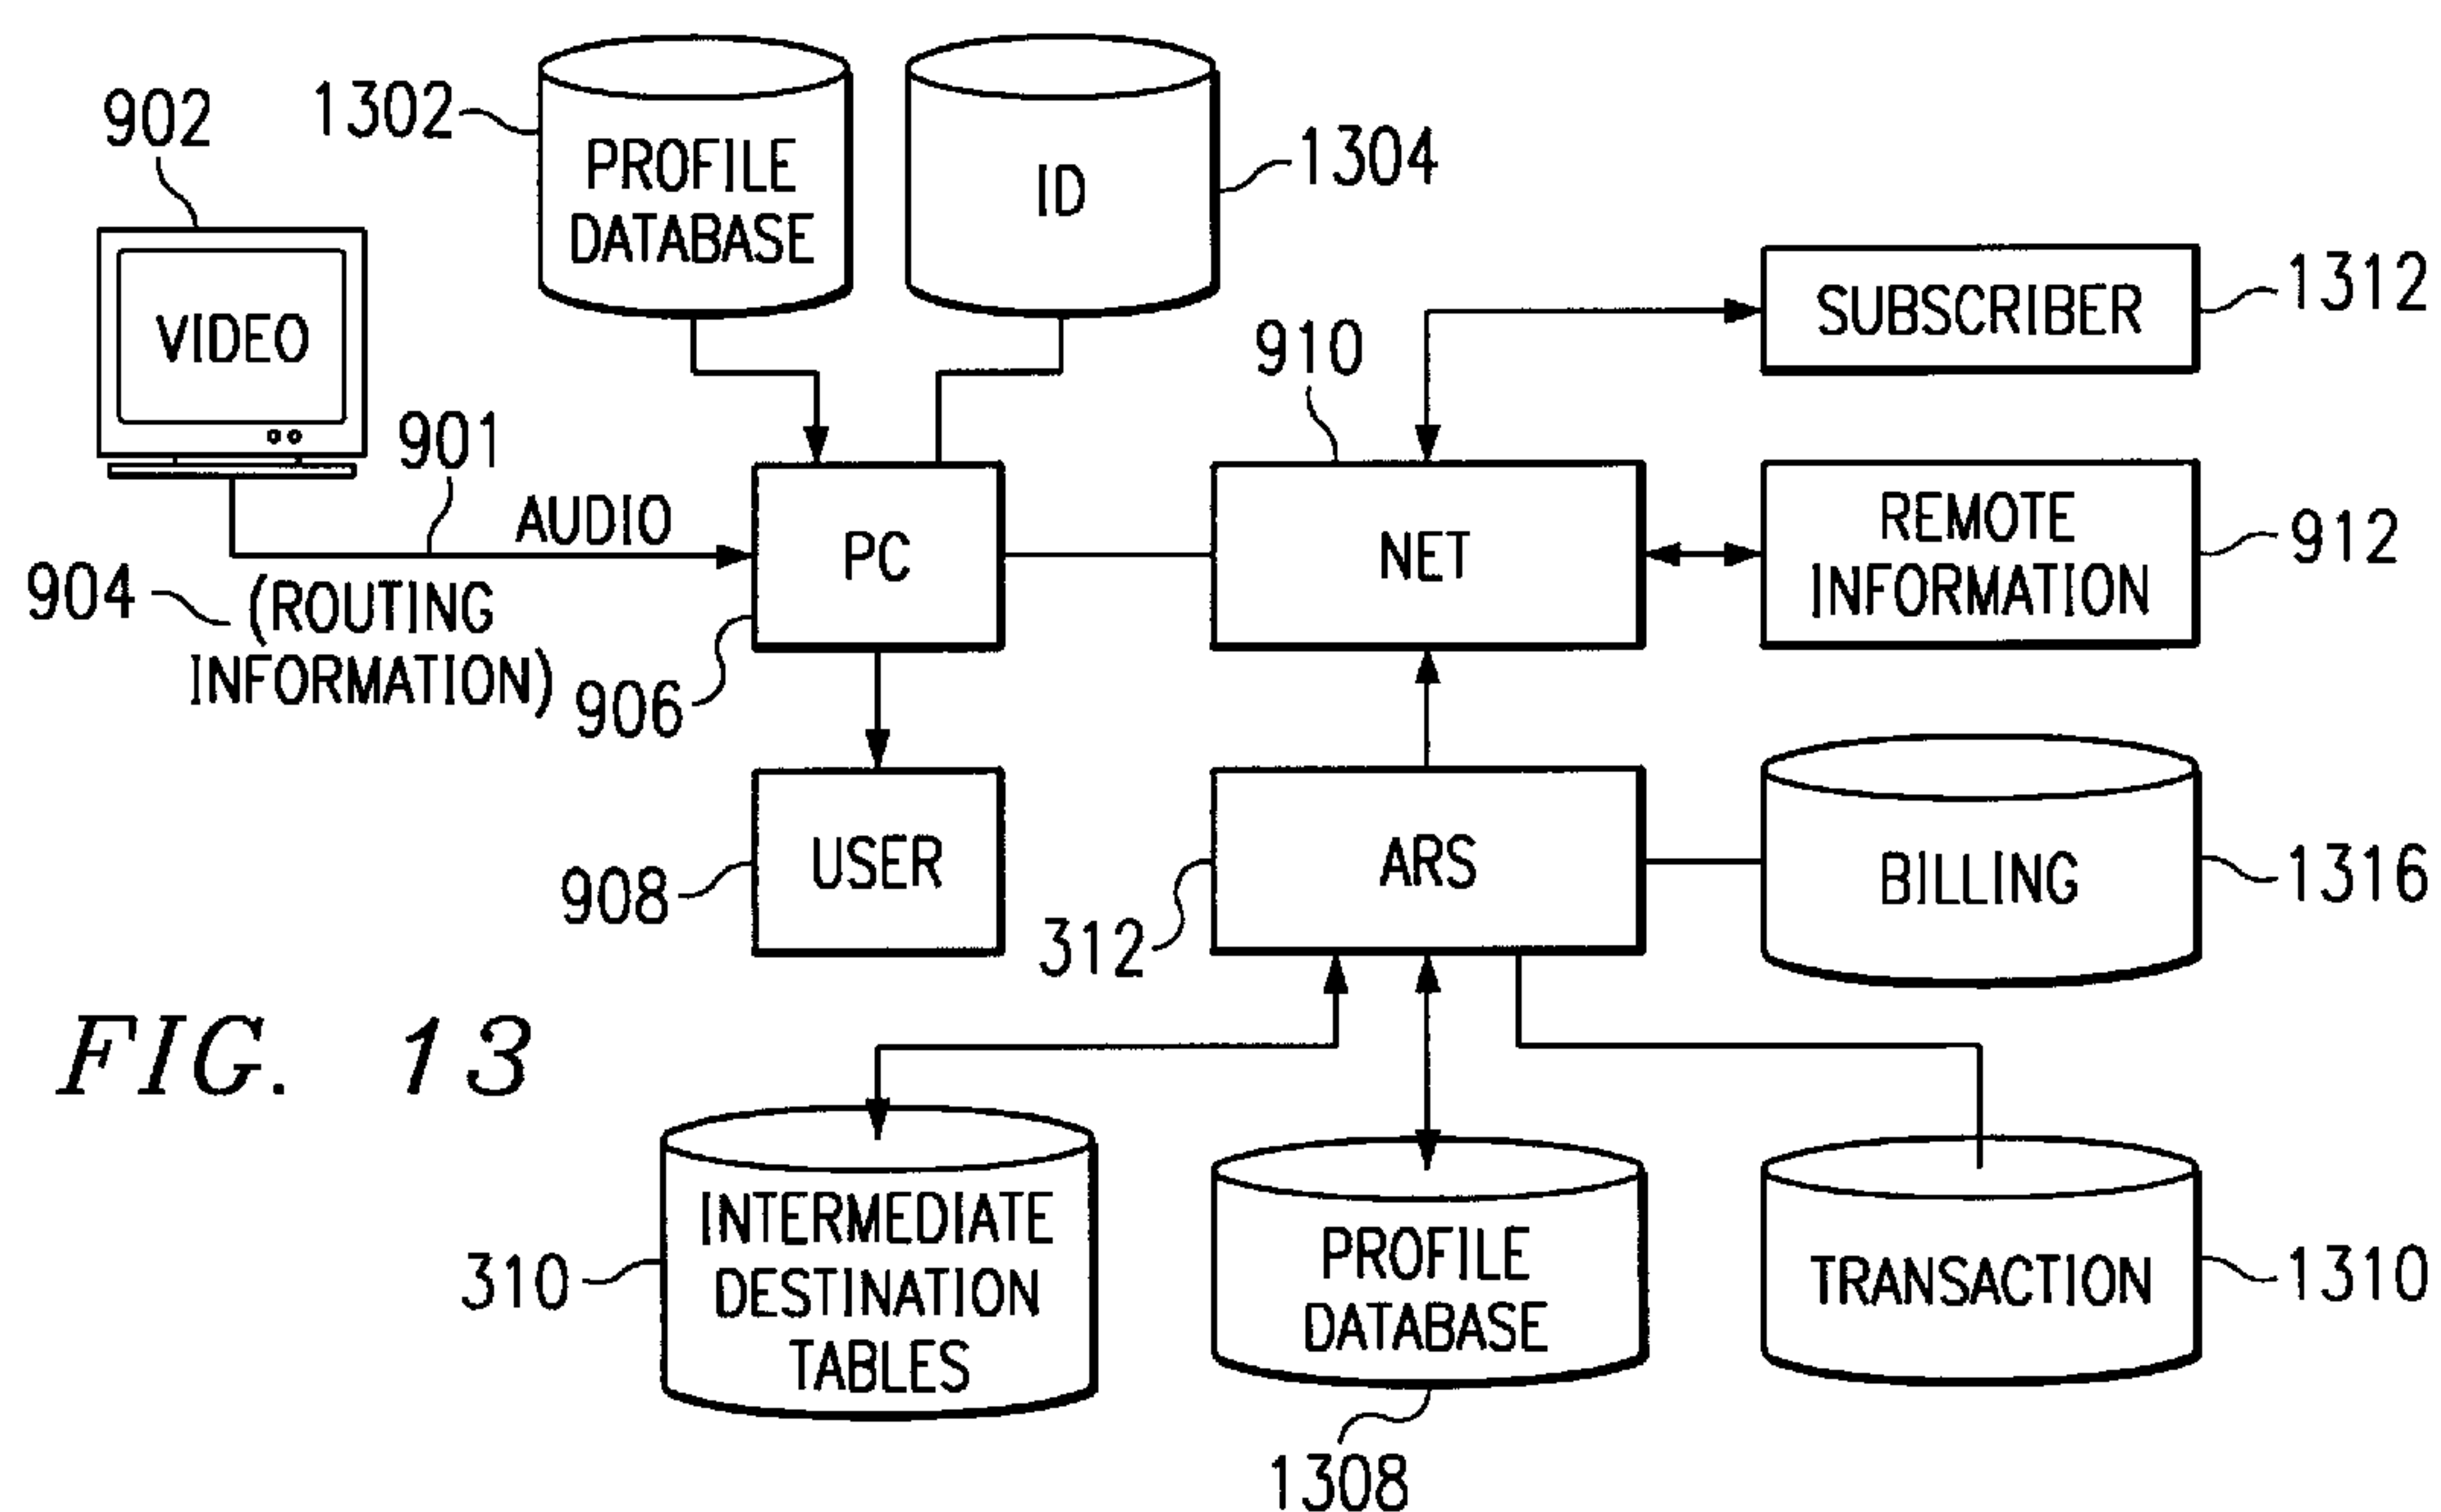 902
1302
PROFILE
DATABASE
ID
1304
VIDEO
901
AUDIO
904
(ROUTING
INFORMATION)
906
PC
910
NET
SUBSCRIBER
1312
REMOTE
INFORMATION
912
USER
908
ARS
312
BILLING
1316
FIG. 13
310
INTERMEDIATE
DESTINATION
TABLES
PROFILE
DATABASE
1308
TRANSACTION
1310